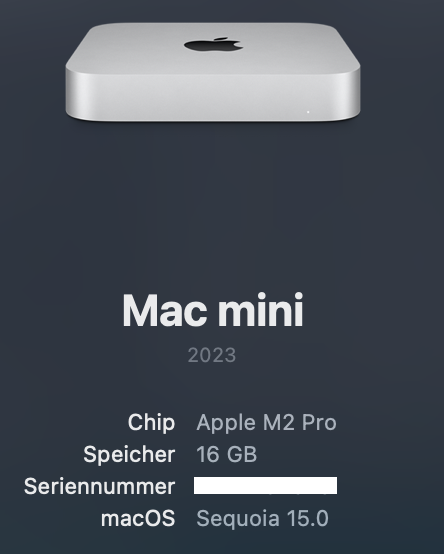 Mac mini
2023
Chip Apple M2 Pro
Speicher 16 GB
Seriennummer
macOS Sequoia 15.0